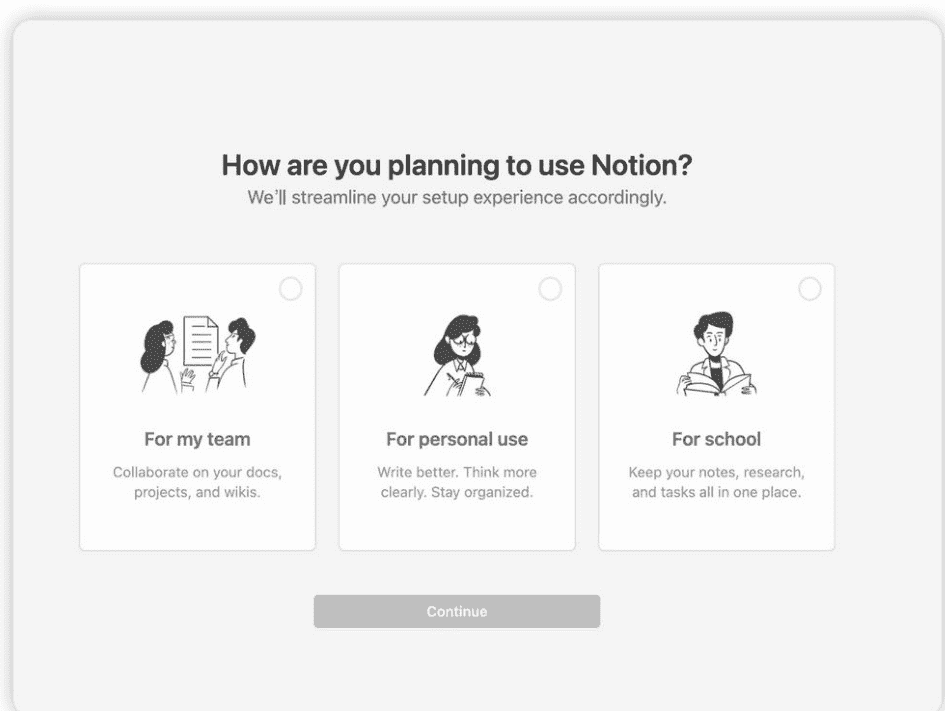 How are you planning to use Notion?
We'll streamline your setup experience accordingly.
For my team
Collaborate on your docs,
projects, and wikis.
For personal use
Write better. Think more
clearly. Stay organized.
For school
Keep your notes, research,
and tasks all in one place.
Continue